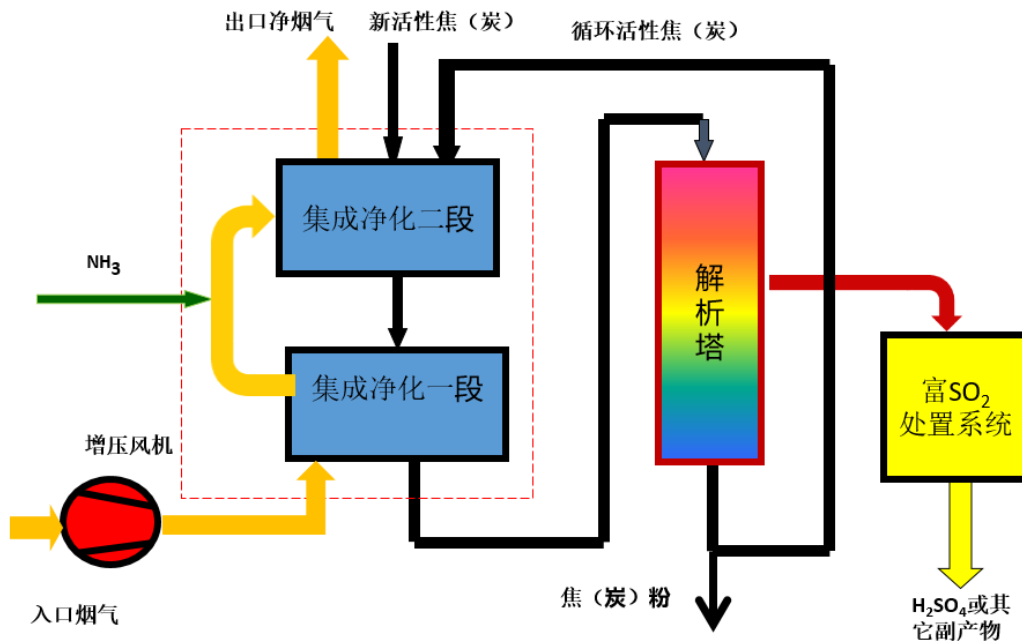 出口净烟气
新活性焦（炭）
循环活性焦（炭）
集成净化二段
NH₃
解
析
塔
集成净化一段
富SO₂
处置系统
增压风机
入口烟气
焦（炭）粉
H₂SO₄或其
它副产物